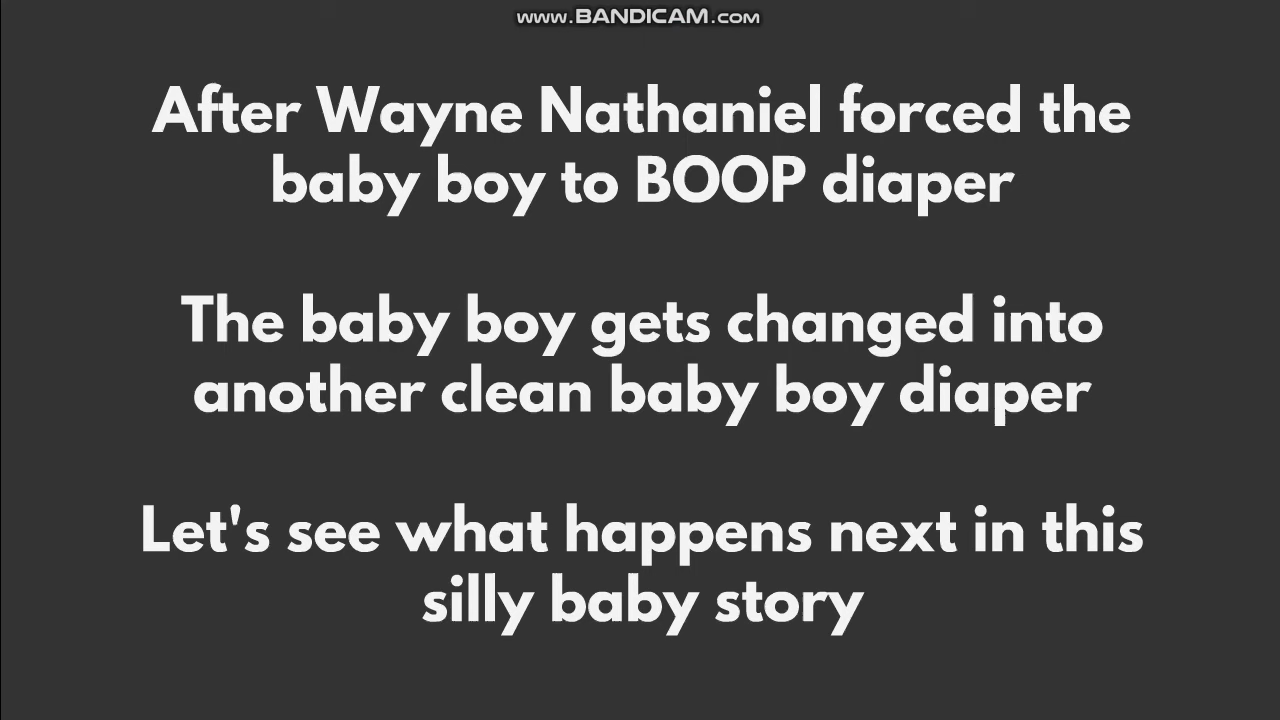 www.BANDICAM.com
After Wayne Nathaniel forced the
baby boy to BOOP diaper
The baby boy gets changed into
another clean baby boy diaper
Let's see what happens next in this
silly baby story